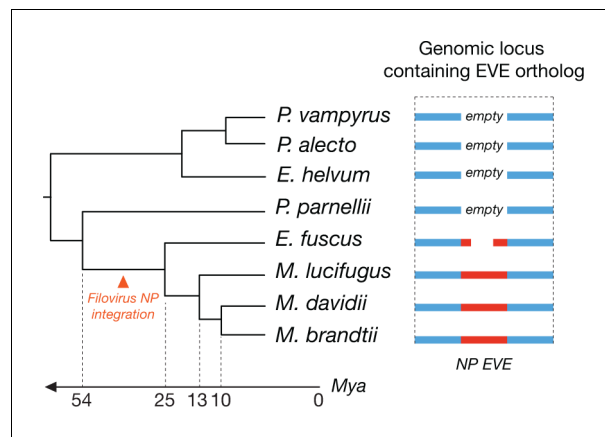 Genomic locus
containing EVE ortholog
P. vampyrus empty
P. alecto empty
E. helvum empty
P. parnellii empty
E. fuscus
M. lucifugus
M. davidii
M. brandtii
Filovirus NP
integration
NP EVE
Mya
54 25 13 10 0